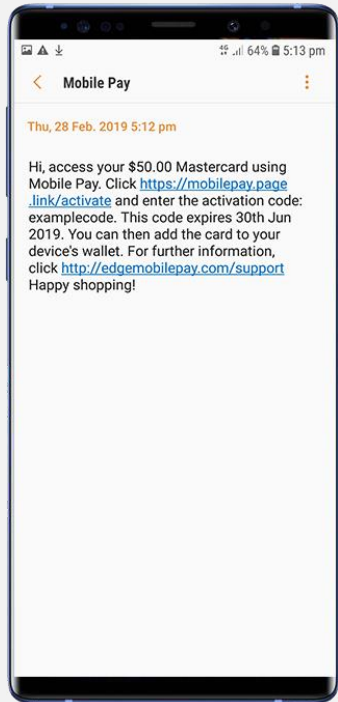 4G 64% 5:13 pm
Mobile Pay
Thu, 28 Feb. 2019 5:12 pm
Hi, access your $50.00 Mastercard using
Mobile Pay. Click https://mobilepay.page
.link/activate and enter the activation code:
examplecode. This code expires 30th Jun
2019. You can then add the card to your
device's wallet. For further information,
click http://edgemobilepay.com/support
Happy shopping!